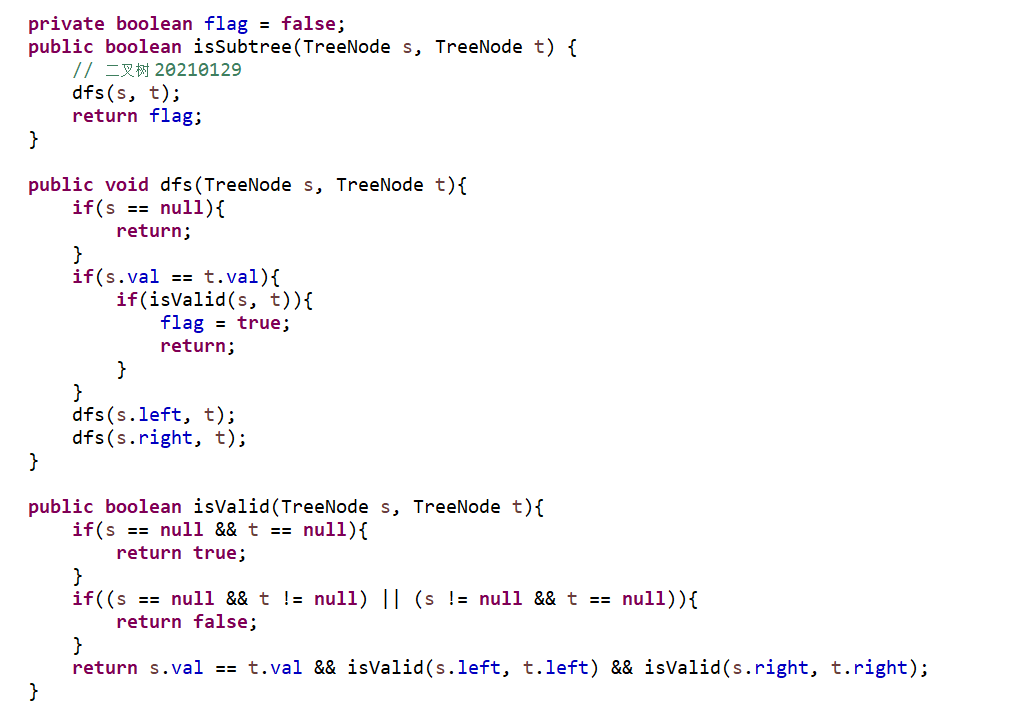 private boolean flag = false;
public boolean isSubtree(TreeNode s, TreeNode t) {
    // 二叉树 20210129
    dfs(s, t);
    return flag;
}

public void dfs(TreeNode s, TreeNode t){
    if(s == null){
        return;
    }
    if(s.val == t.val){
        if(isValid(s, t)){
            flag = true;
            return;
        }
    }
    dfs(s.left, t);
    dfs(s.right, t);
}

public boolean isValid(TreeNode s, TreeNode t){
    if(s == null && t == null){
        return true;
    }
    if((s == null && t != null) || (s != null && t == null)){
        return false;
    }
    return s.val == t.val && isValid(s.left, t.left) && isValid(s.right, t.right);
}